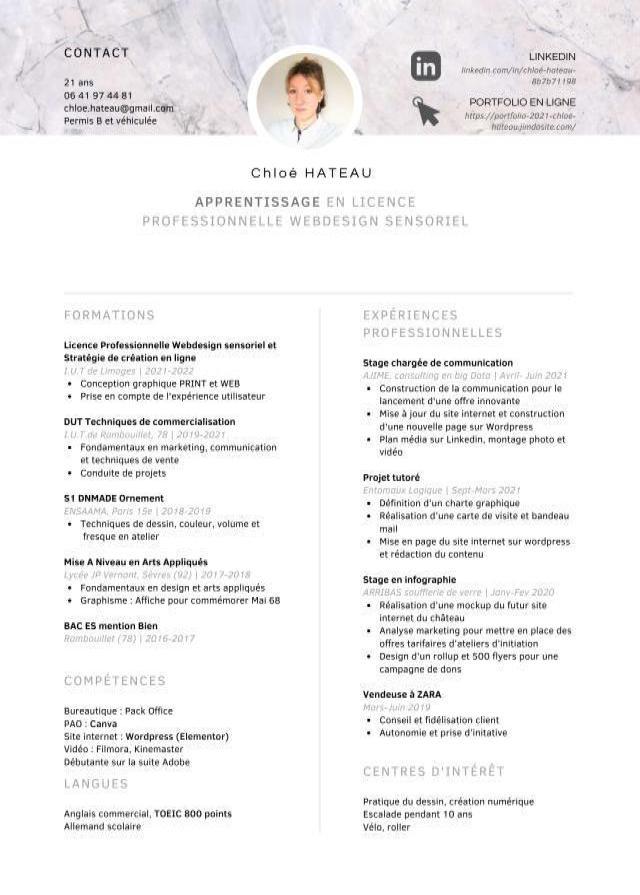 CONTACT
21 ans
06 41 97 44 81
chloe.hateau@gmail.com
Permis B et véhiculée
in
LINKEDIN
linkedin.com/in/chloé-hateau-
8b7b71198
PORTFOLIO EN LIGNE
https://portfolio-2021-chloe-
hateau.jimdosite.com/
Chloé HATEAU
APPRENTISSAGE EN LICENCE
PROFESSIONNELLE WEBDESIGN SENSORIEL
FORMATIONS
Licence Professionnelle Webdesign sensoriel et
Stratégie de création en ligne
I.U.T de Limoges | 2021-2022
• Conception graphique PRINT et WEB
• Prise en compte de l'expérience utilisateur
DUT Techniques de commercialisation
I.U.T de Rambouillet, 78 | 2019-2021
• Fondamentaux en marketing, communication
et techniques de vente
• Conduite de projets
S1 DNMADE Ornement
ENSAAMA, Paris 15e | 2018-2019
• Techniques de dessin, couleur, volume et
fresque en atelier
Mise A Niveau en Arts Appliqués
Lycée JP Vernant, Sèvres (92) | 2017-2018
• Fondamentaux en design et arts appliqués
• Graphisme : Affiche pour commémorer Mai 68
BAC ES mention Bien
Rambouillet (78) | 2016-2017
COMPÉTENCES
Bureautique : Pack Office
PAO : Canva
Site internet : Wordpress (Elementor)
Vidéo : Filmora, Kinemaster
Débutante sur la suite Adobe
LANGUES
Anglais commercial, TOEIC 800 points
Allemand scolaire
EXPÉRIENCES
PROFESSIONNELLES
Stage chargée de communication
AJIME, consulting en big Data | Avril- Juin 2021
• Construction de la communication pour le
lancement d'une offre innovante
• Mise à jour du site internet et construction
d'une nouvelle page sur Wordpress
• Plan média sur Linkedin, montage photo et
vidéo
Projet tutoré
Entomaux Logique | Sept-Mars 2021
• Définition d'un charte graphique
• Réalisation d'une carte de visite et bandeau
mail
• Mise en page du site internet sur wordpress
et rédaction du contenu
Stage en infographie
ARRIBAS soufflerie de verre | Janv-Fev 2020
• Réalisation d'une mockup du futur site
internet du château
• Analyse marketing pour mettre en place des
offres tarifaires d'ateliers d'initiation
• Design d'un rollup et 500 flyers pour une
campagne de dons
Vendeuse à ZARA
Mars-Juin 2019
• Conseil et fidélisation client
• Autonomie et prise d'initative
CENTRES D'INTÉRÊT
Pratique du dessin, création numérique
Escalade pendant 10 ans
Vélo, roller